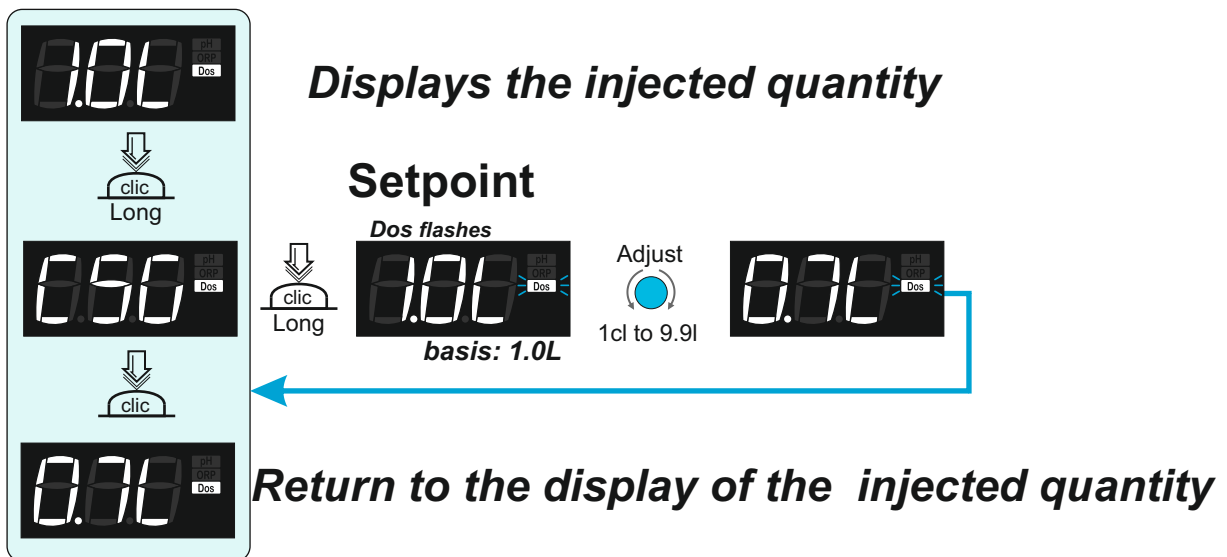 1.0L
pH
ORP
Dos
Displays the injected quantity
clic
Long
Setpoint
Dos flashes
CSG
pH
ORP
Dos
clic
Long
1.0L
pH
ORP
Dos
basis: 1.0L
Adjust
1cl to 9.9l
0.7L
pH
ORP
Dos
clic
0.7L
pH
ORP
Dos
Return to the display of the injected quantity